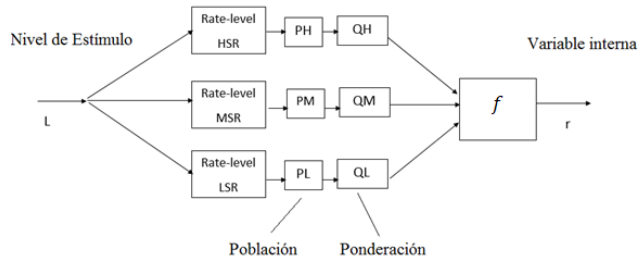 Nivel de Estímulo
Variable interna
L
Rate-level
HSR
PH
QH
Rate-level
MSR
PM
QM
Rate-level
LSR
PL
QL
f
r
Población
Ponderación